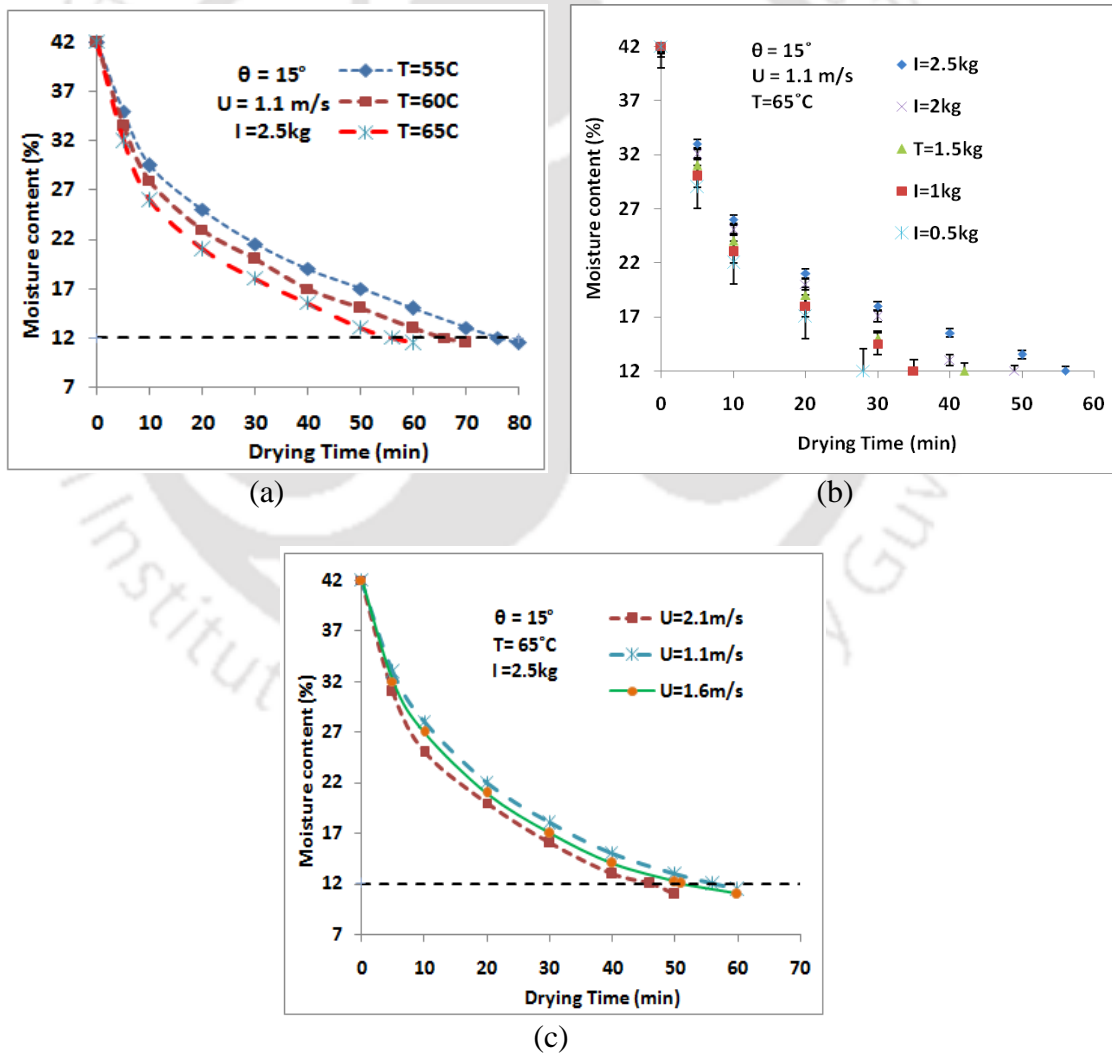 42
37
32
27
22
17
12
7
Moisture content (%)
θ = 15°
U = 1.1 m/s
I =2.5kg
T=55C
T=60C
T=65C
0 10 20 30 40 50 60 70 80
Drying Time (min)
(a)
42
37
32
27
22
17
12
Moisture content (%)
θ = 15°
U = 1.1 m/s
T=65°C
I=2.5kg
I=2kg
T=1.5kg
I=1kg
I=0.5kg
0 10 20 30 40 50 60
Drying Time (min)
(b)
Institut
y Guw
42
37
32
27
22
17
12
7
Moisture content (%)
θ = 15°
T= 65°C
I =2.5kg
U=2.1m/s
U=1.1m/s
U=1.6m/s
0 10 20 30 40 50 60 70
Drying Time (min)
(c)